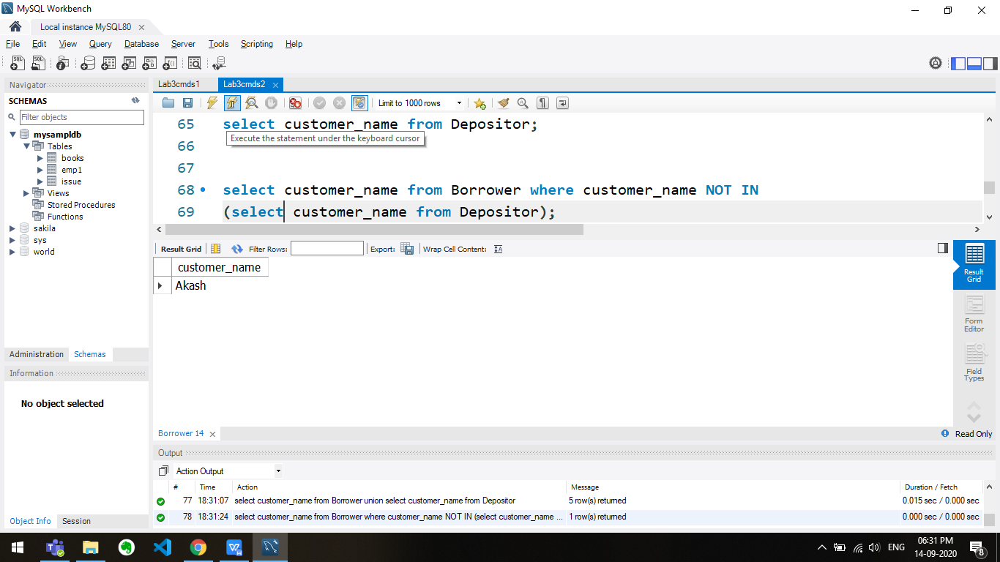 MySQL Workbench
Local instance MySQL80
File Edit View Query Database Server Tools Scripting Help
Navigator
SCHEMAS
Filter objects
mysampldb
Tables
books
emp1
issue
Views
Stored Procedures
Functions
sakila
sys
world
Administration Schemas
Information
No object selected
Object Info Session
Lab3cmds1 Lab3cmds2
Limit to 1000 rows
65 select customer_name from Depositor;
Execute the statement under the keyboard cursor
66
67
68 select customer_name from Borrower where customer_name NOT IN
69 (select customer_name from Depositor);
Result Grid Filter Rows: Export: Wrap Cell Content:
customer_name
Akash
Result
Grid
Form
Editor
Field
Types
Borrower 14 Read Only
Output
Action Output
# Time Action Message Duration / Fetch
77 18:31:07 select customer_name from Borrower union select customer_name from Depositor 5 row(s) returned 0.015 sec / 0.000 sec
78 18:31:24 select customer_name from Borrower where customer_name NOT IN (select customer_name ... 1 row(s) returned 0.000 sec / 0.000 sec
ENG 06:31 PM
14-09-2020 8